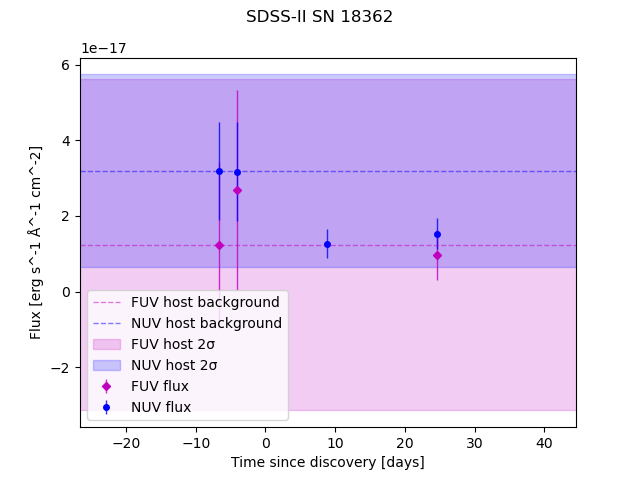 SDSS-II SN 18362
1e−17
6
4
2
0
−2
Flux [erg s^-1 Å^-1 cm^-2]
FUV host background
NUV host background
FUV host 2σ
NUV host 2σ
FUV flux
NUV flux
−20 −10 0 10 20 30 40
Time since discovery [days]